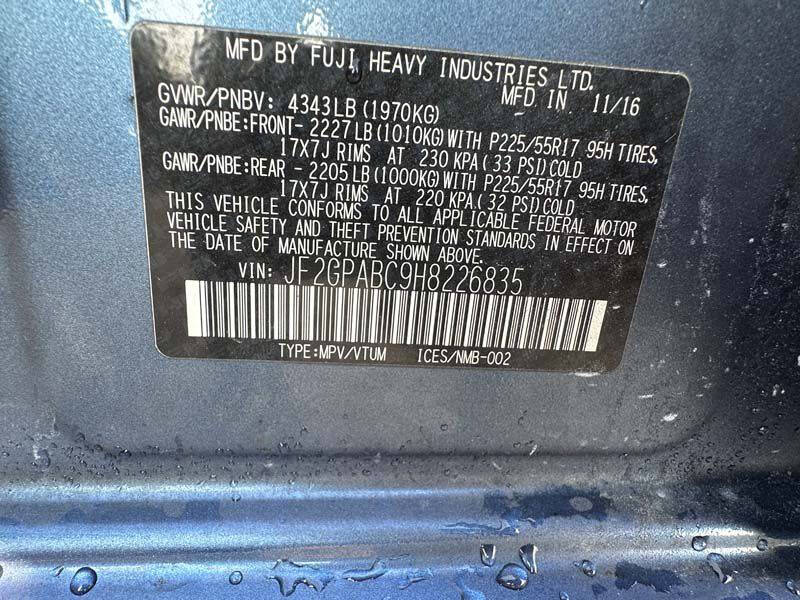 MFD BY FUJI HEAVY INDUSTRIES LTD.
MFD IN 11/16
GVWR/PNBV: 4343LB (1970KG)
GAWR/PNBE:FRONT- 2227LB (1010KG) WITH P225/55R17 95H TIRES,
17X7J RIMS AT 230 KPA( 33 PSI)COLD
GAWR/PNBE:REAR - 2205LB (1000KG) WITH P225/55R17 95H TIRES,
17X7J RIMS AT 220 KPA.( 32 PSI)COLD
THIS VEHICLE CONFORMS TO ALL APPLICABLE FEDERAL MOTOR
VEHICLE SAFETY AND THEFT PREVENTION STANDARDS IN EFFECT ON
THE DATE OF MANUFACTURE SHOWN ABOVE.
VIN: JF2GPABC9H8226835
TYPE:MPV/VTUM ICES/NMB-002